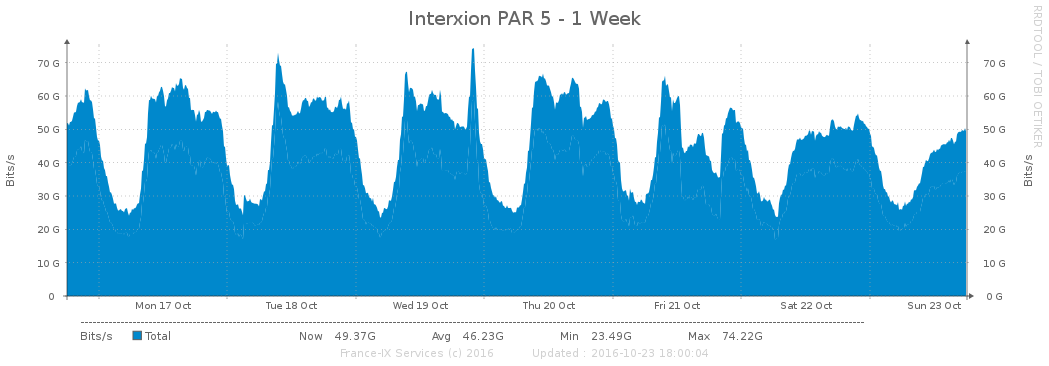 Interxion PAR 5 - 1 Week
RRDTOOL / TOBI OETIKER
Bits/s
70 G
60 G
50 G
40 G
30 G
20 G
10 G
0
70 G
60 G
50 G
40 G
30 G
20 G
10 G
0 G
Bits/s
Mon 17 Oct Tue 18 Oct Wed 19 Oct Thu 20 Oct Fri 21 Oct Sat 22 Oct Sun 23 Oct
Bits/s Total Now 49.37G Avg 46.23G Min 23.49G Max 74.22G
France-IX Services (c) 2016 Updated : 2016-10-23 18:00:04